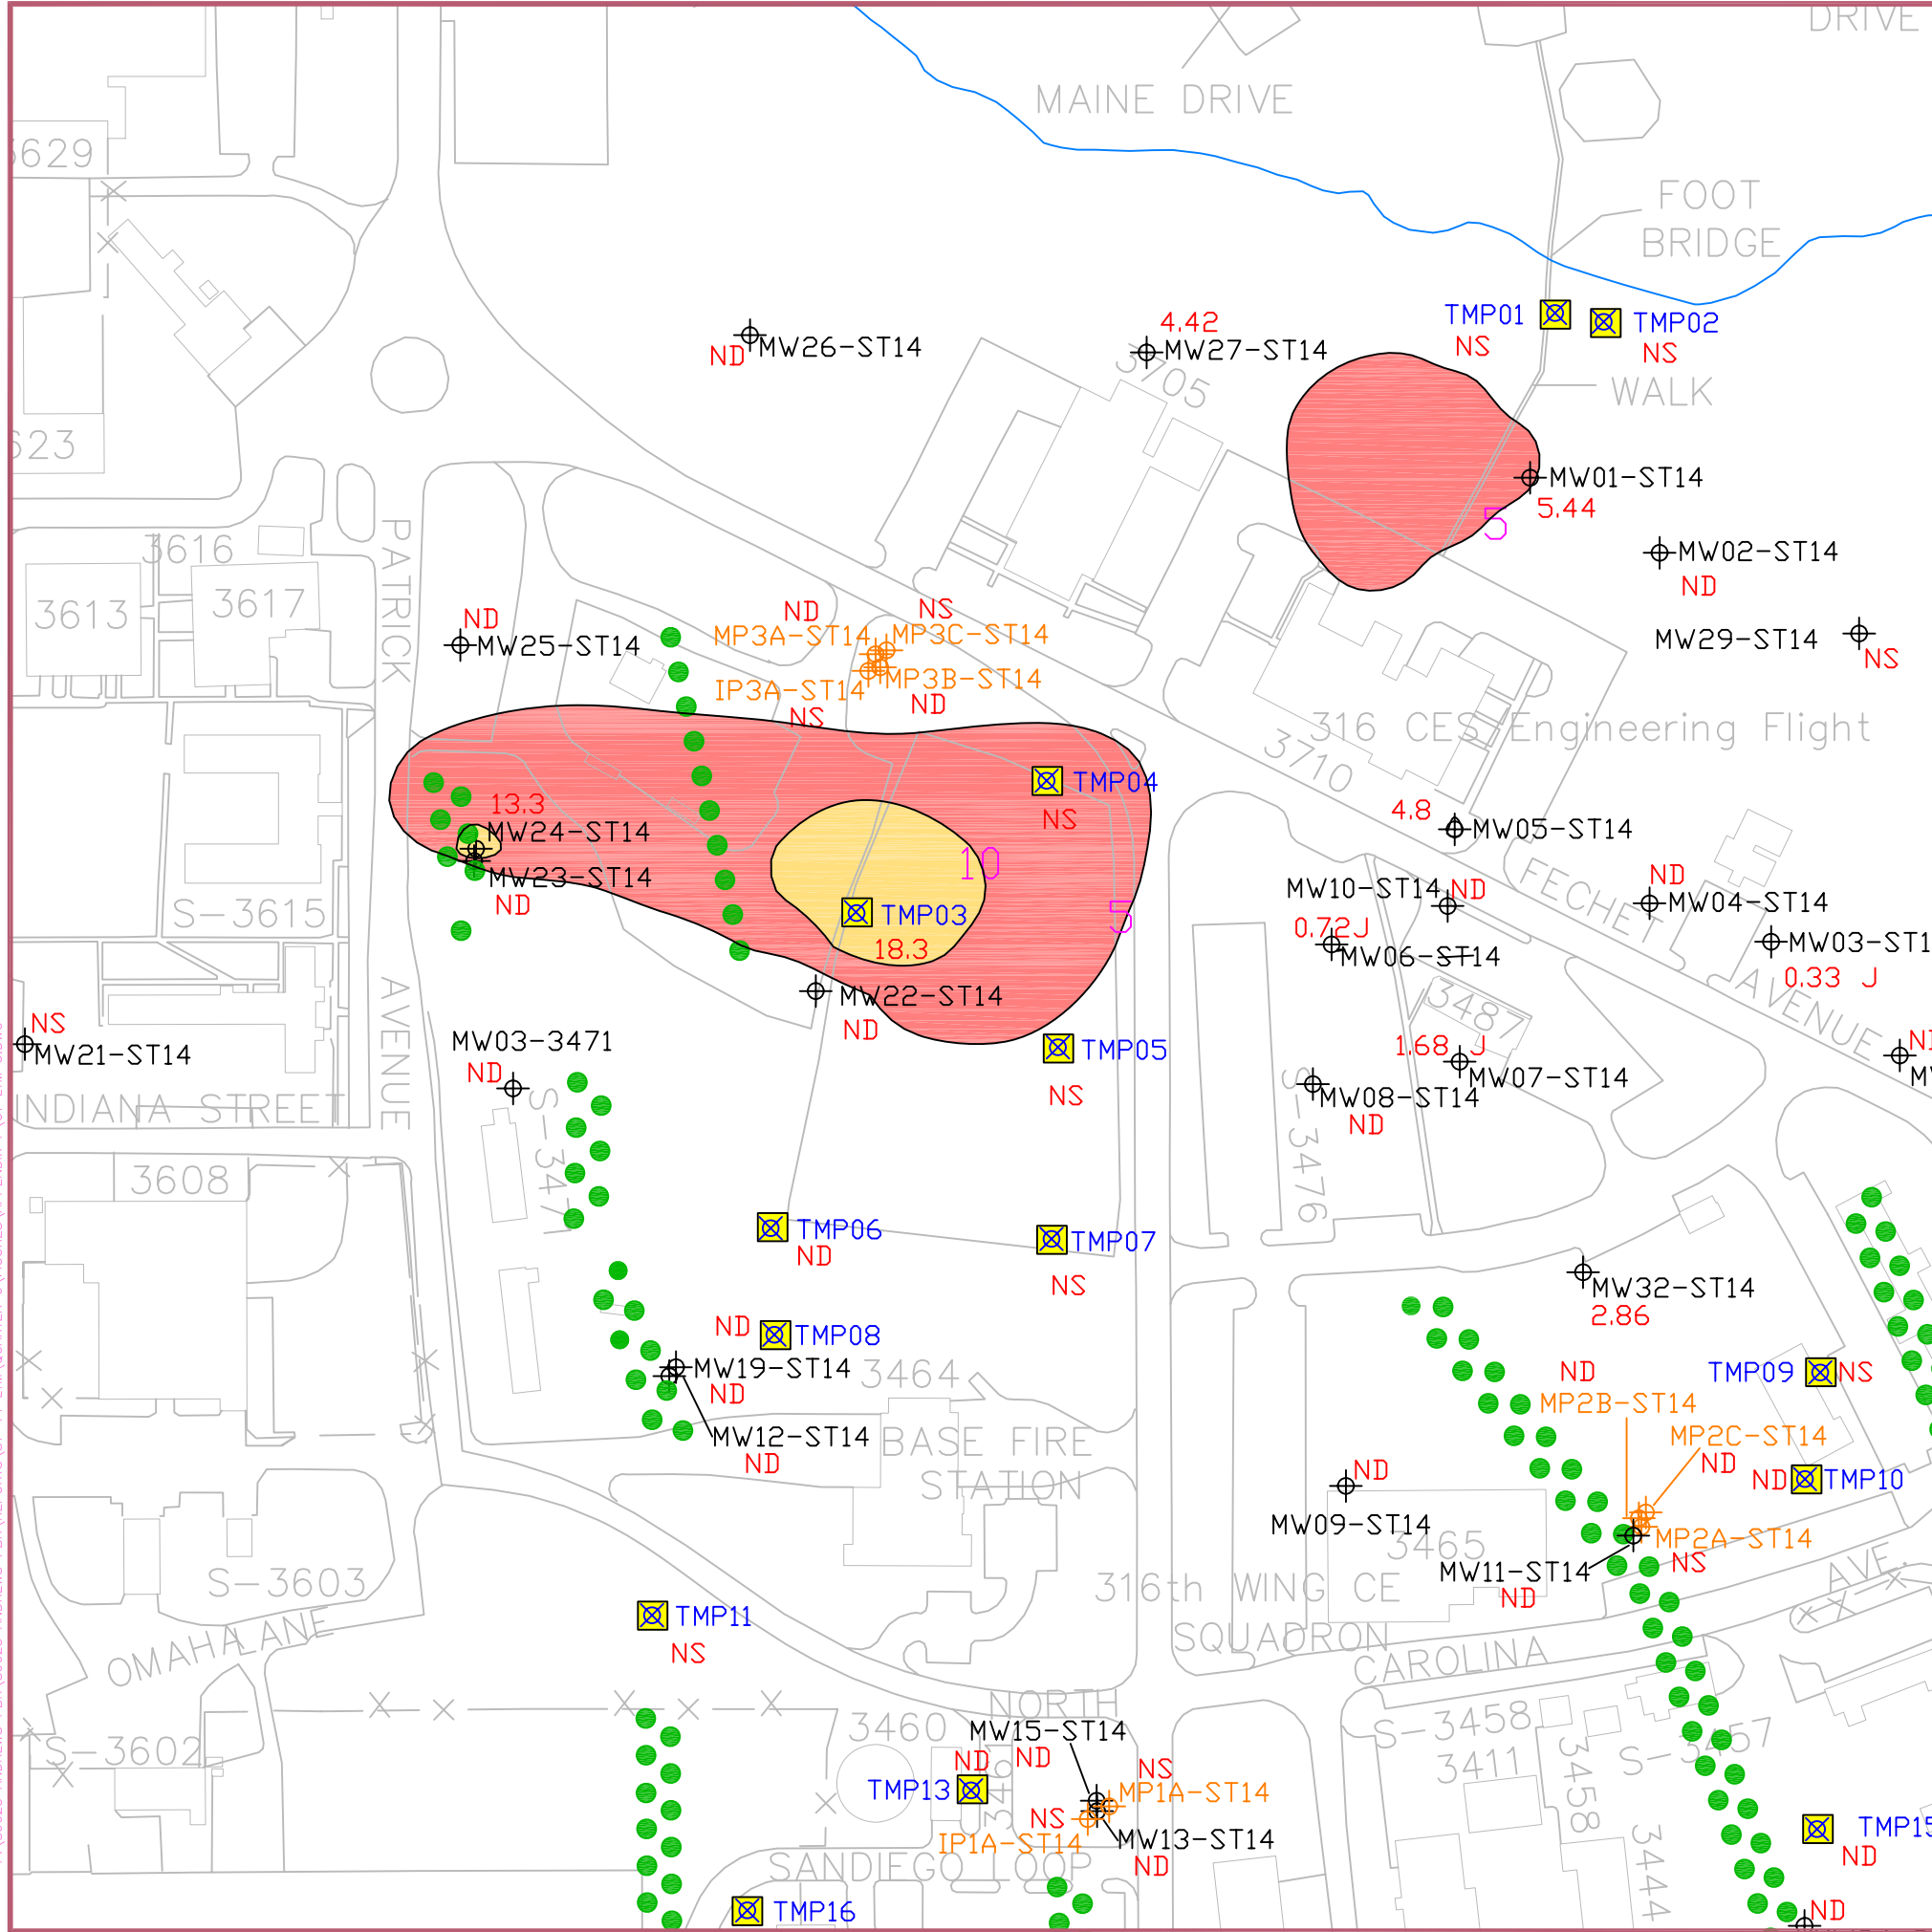 DRIVE
MAINE DRIVE
FOOT
BRIDGE
3629
TMP01
NS
TMP02
NS
WALK
MW26-ST14
ND
4.42
MW27-ST14
3705
MW01-ST14
5.44
5
623
MW02-ST14
ND
MW29-ST14
NS
PATRICK
AVENUE
3616
3613
3617
ND
MW25-ST14
ND
NS
MP3A-ST14
MP3C-ST14
IP3A-ST14
MP3B-ST14
NS
ND
316 CES Engineering Flight
3710
TMP04
NS
13.3
MW24-ST14
MW23-ST14
ND
10
5
TMP03
18.3
4.8
MW05-ST14
FECHET
AVENUE
MW10-ST14
ND
0.72J
MW06-ST14
ND
MW04-ST14
MW03-ST1
0.33 J
S-3615
MW22-ST14
ND
3487
NS
MW21-ST14
MW03-3471
ND
TMP05
NS
1.68 J
MW07-ST14
MW08-ST14
ND
S-3476
INDIANA STREET
S-3471
3608
TMP06
ND
TMP07
NS
MW32-ST14
2.86
ND
TMP08
MW19-ST14
ND
MW12-ST14
ND
3464
BASE FIRE
STATION
TMP09
NS
ND
MP2B-ST14
MP2C-ST14
ND
ND
TMP10
ND
MW09-ST14
3465
MP2A-ST14
NS
MW11-ST14
ND
S-3603
316th WING CE
SQUADRON
CAROLINA
AVE.
OMAHA LANE
TMP11
NS
NORTH
3460
MW15-ST14
ND
ND
NS
TMP13
3461
MP1A-ST14
NS
IP1A-ST14
MW13-ST14
ND
S-3602
S-3458
3411
3458
S-3457
3444
TMP15
ND
SANDIEGO LOOP
TMP16
ND